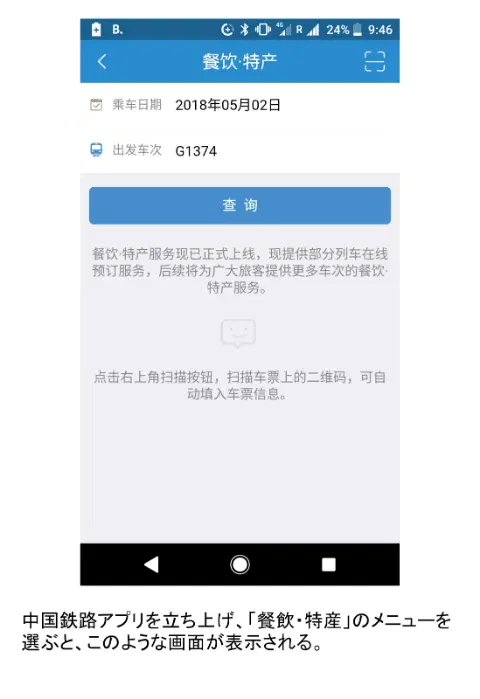 B.
4G
R
24%
9:46
餐饮·特产
乘车日期 2018年05月02日
出发车次 G1374
查 询
餐饮·特产服务现已正式上线，现提供部分列车在线
预订服务，后续将为广大旅客提供更多车次的餐饮·
特产服务。
点击右上角扫描按钮，扫描车票上的二维码，可自
动填入车票信息。
中国鉄路アプリを立ち上げ、「餐飲・特産」のメニューを
選ぶと、このような画面が表示される。